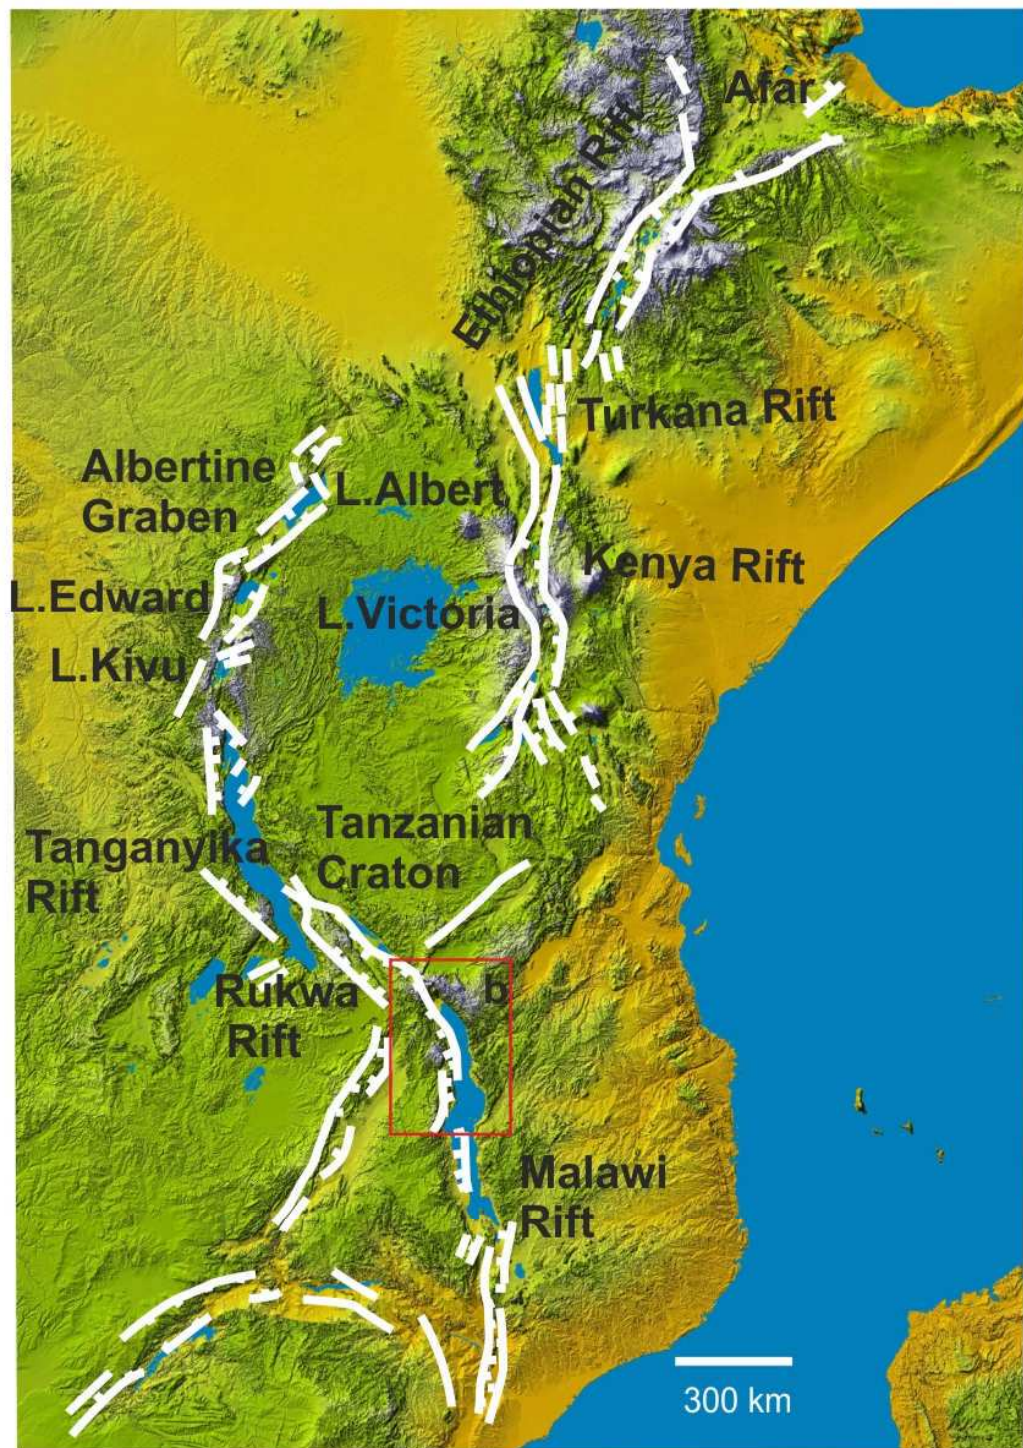 Afar
Ethiopian Rift
Turkana Rift
Albertine
Graben
L.Albert
Kenya Rift
L.Edward
L.Victoria
L.Kivu
Tanzanian
Craton
Tanganyika
Rift
Rukwa
Rift
b
Malawi
Rift
300 km